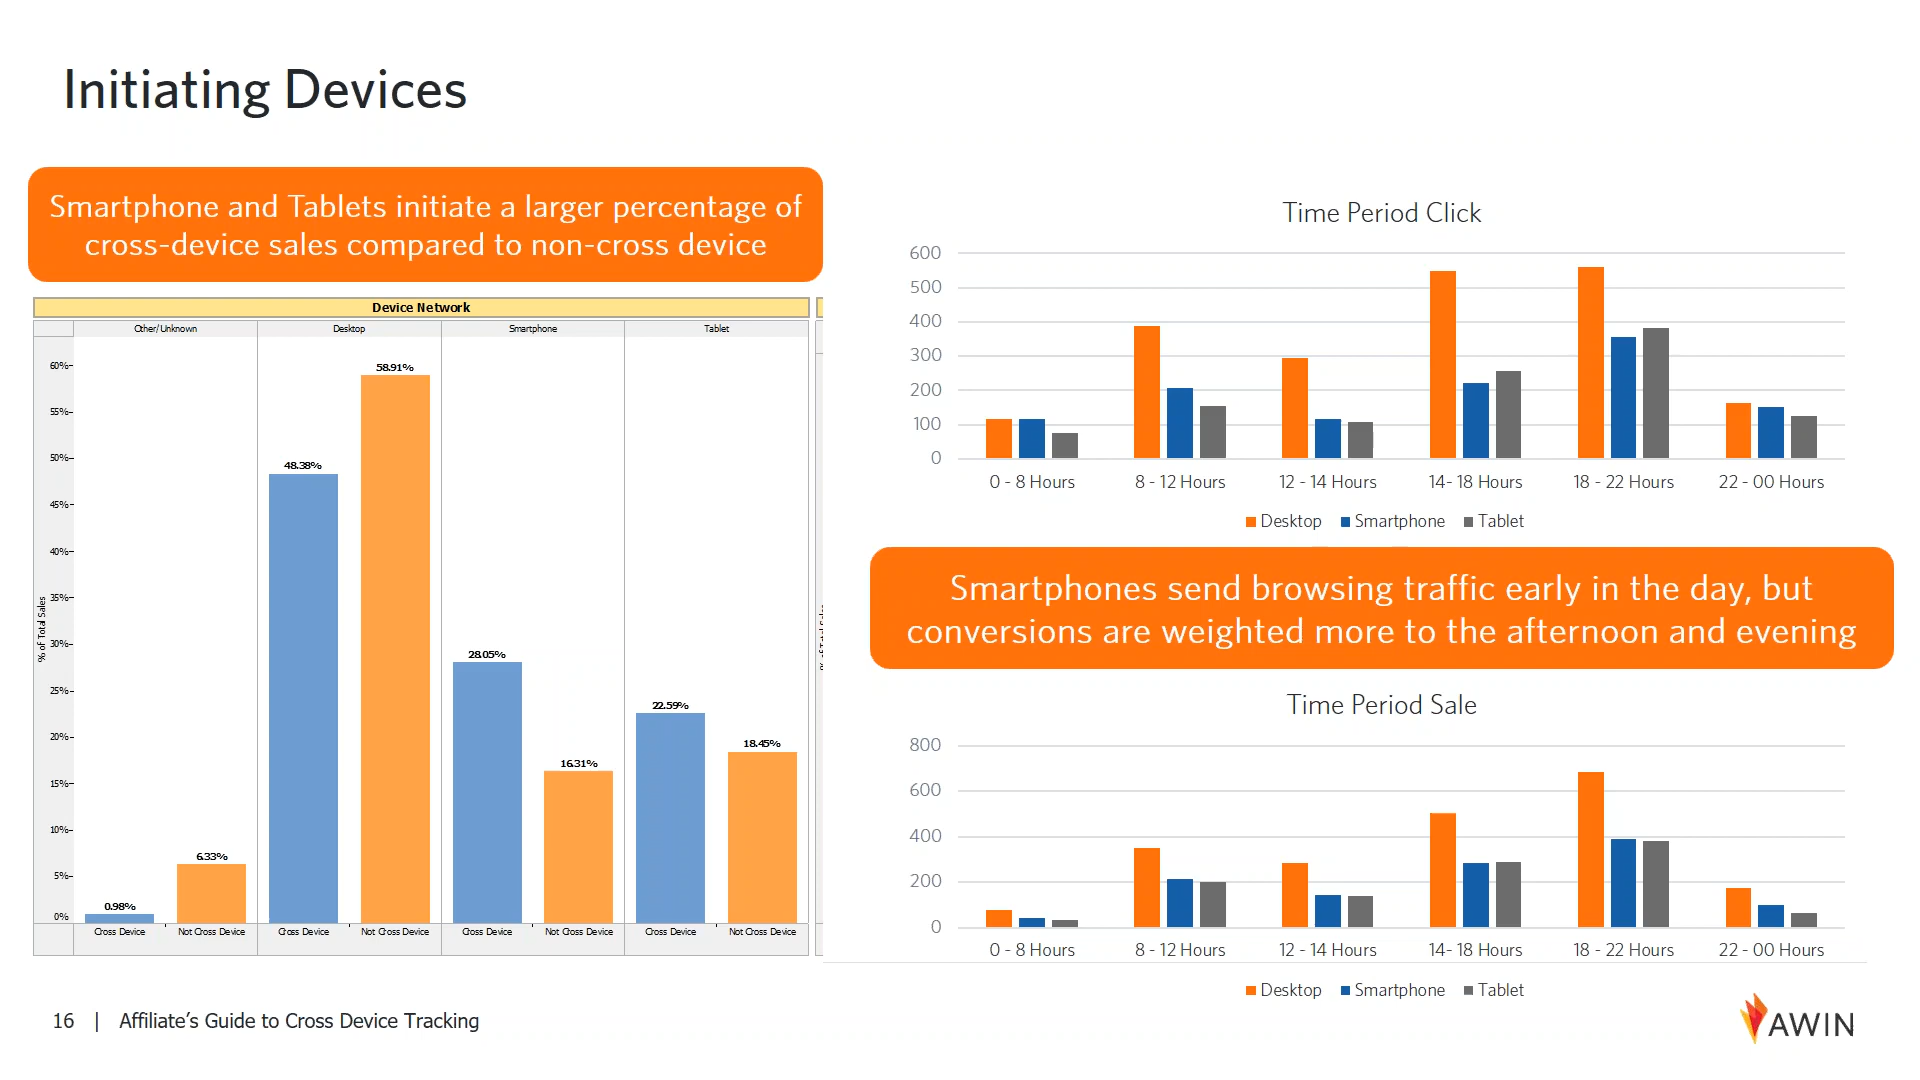 Initiating Devices
Smartphone and Tablets initiate a larger percentage of
cross-device sales compared to non-cross device
Device Network
Other/Unknown Desktop Smartphone Tablet
% of Total Sales
60%
55%
50%
45%
40%
35%
30%
25%
20%
15%
10%
5%
0%
0.98%
6.33%
48.38%
58.91%
28.05%
16.31%
22.59%
18.45%
Cross Device Not Cross Device Cross Device Not Cross Device Cross Device Not Cross Device Cross Device Not Cross Device
Time Period Click
600
500
400
300
200
100
0
0 - 8 Hours 8 - 12 Hours 12 - 14 Hours 14- 18 Hours 18 - 22 Hours 22 - 00 Hours
Desktop Smartphone Tablet
Smartphones send browsing traffic early in the day, but
conversions are weighted more to the afternoon and evening
Time Period Sale
800
600
400
200
0
0 - 8 Hours 8 - 12 Hours 12 - 14 Hours 14- 18 Hours 18 - 22 Hours 22 - 00 Hours
Desktop Smartphone Tablet
16 | Affiliate's Guide to Cross Device Tracking
AWIN